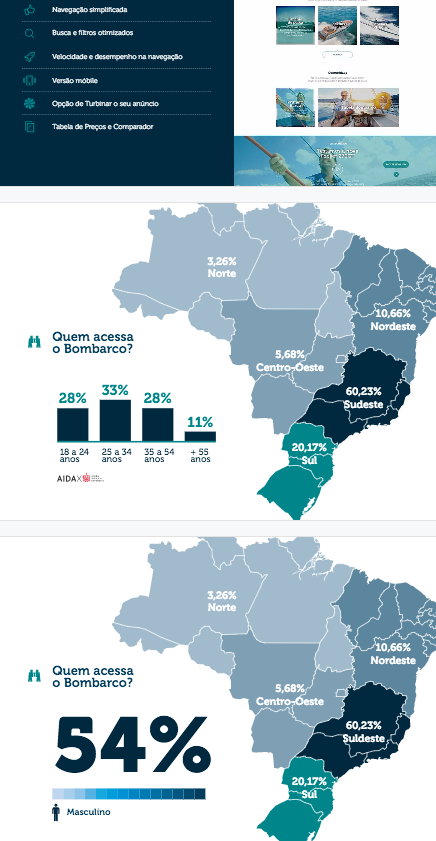 Navegação simplificada
Busca e filtros otimizados
Velocidade e desempenho na navegação
Versão móbile
Opção de Turbinar o seu anúncio
Tabela de Preços e Comparador
3,26%
Norte
10,66%
Nordeste
5,68%
Centro-Oeste
60,23%
Sudeste
20,17%
Sul
Quem acessa
o Bombarco?
28%
33%
28%
11%
18 a 24
anos
25 a 34
anos
35 a 54
anos
+ 55
anos
AIDAX
3,26%
Norte
10,66%
Nordeste
5,68%
Centro-Oeste
60,23%
Suldeste
20,17%
Sul
Quem acessa
o Bombarco?
54%
Masculino